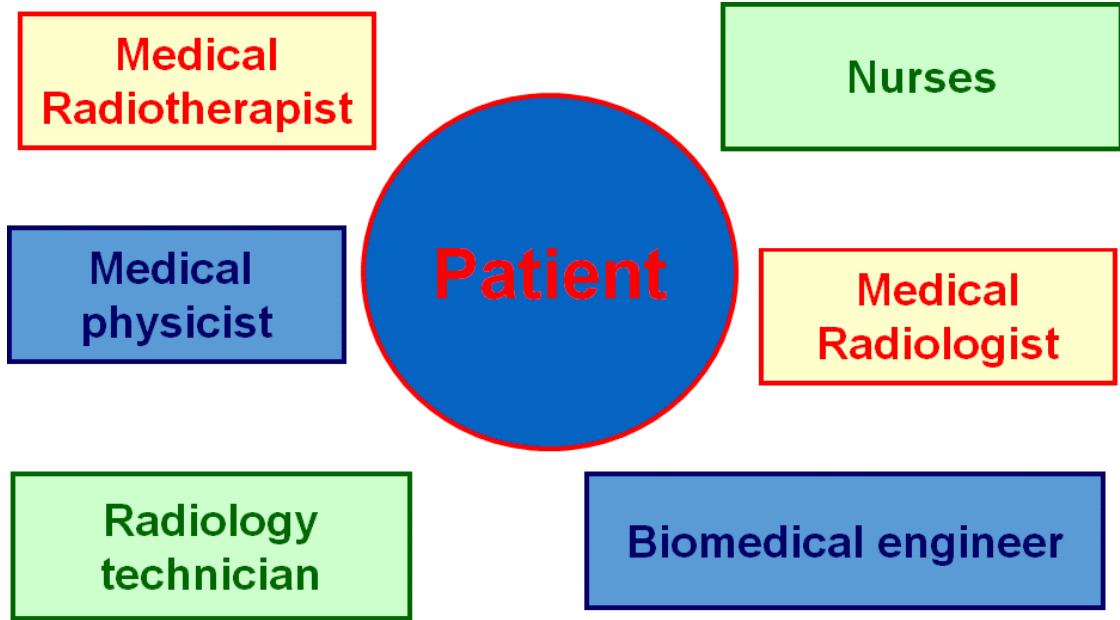 Medical
Radiotherapist
Nurses
Medical
physicist
Patient
Medical
Radiologist
Radiology
technician
Biomedical engineer